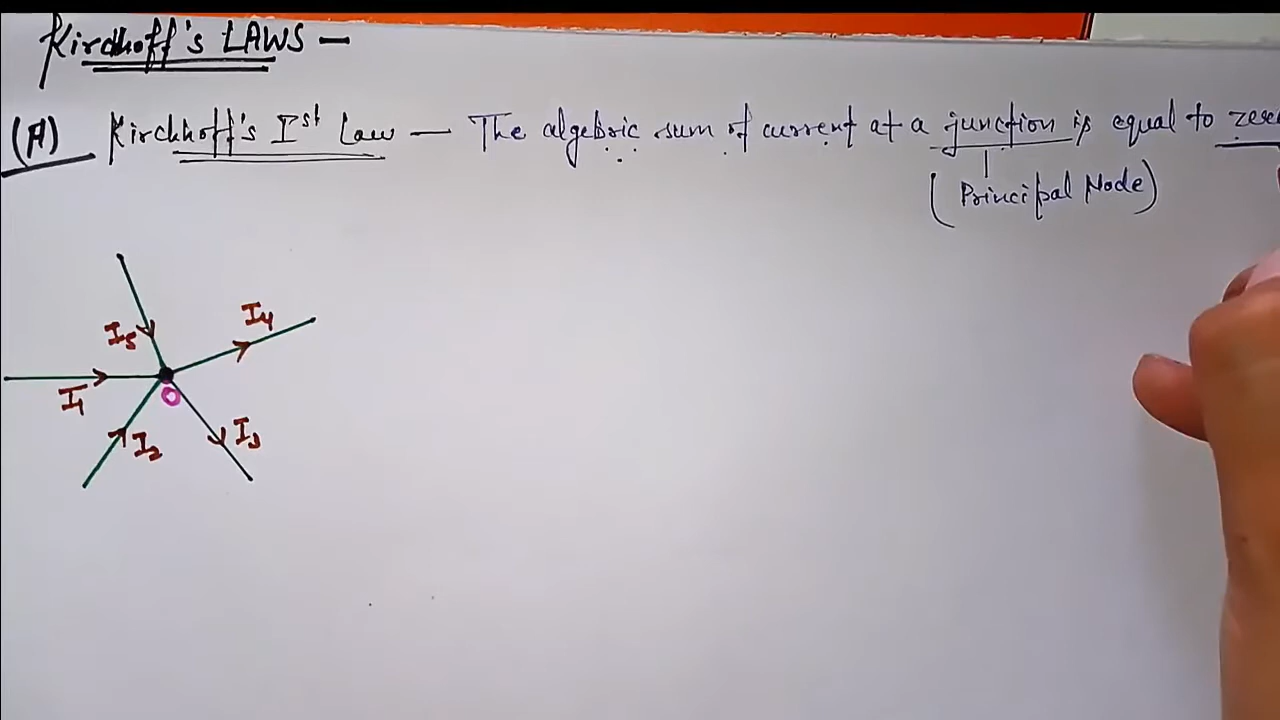 Kirchhoff's LAWS —
(A) Kirchhoff's Ist Law — The algebric sum of current at a junction is equal to zero
(Principal Node)
I5
I4
I1
O
I2
I3